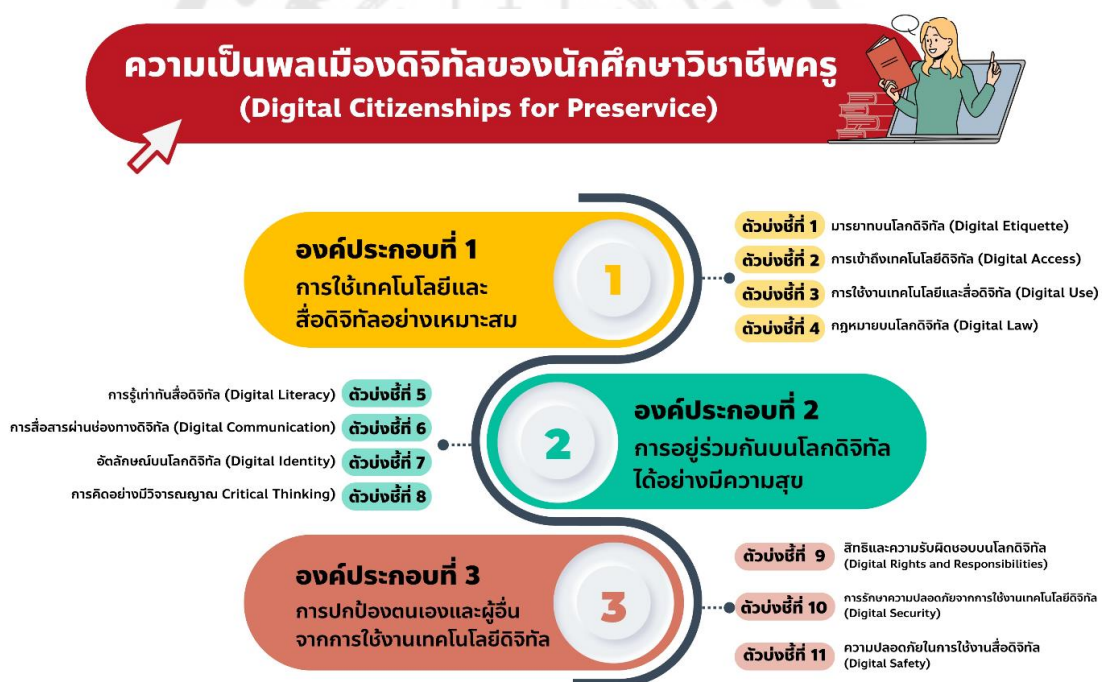 ความเป็นพลเมืองดิจิทัลของนักศึกษาวิชาชีพครู
(Digital Citizenships for Preservice)
องค์ประกอบที่ 1
การใช้เทคโนโลยีและ
สื่อดิจิทัลอย่างเหมาะสม
1
ตัวบ่งชี้ที่ 1 มารยาทบนโลกดิจิทัล (Digital Etiquette)
ตัวบ่งชี้ที่ 2 การเข้าถึงเทคโนโลยีดิจิทัล (Digital Access)
ตัวบ่งชี้ที่ 3 การใช้งานเทคโนโลยีและสื่อดิจิทัล (Digital Use)
ตัวบ่งชี้ที่ 4 กฎหมายบนโลกดิจิทัล (Digital Law)
องค์ประกอบที่ 2
การอยู่ร่วมกันบนโลกดิจิทัล
ได้อย่างมีความสุข
2
การรู้เท่าทันสื่อดิจิทัล (Digital Literacy) ตัวบ่งชี้ที่ 5
การสื่อสารผ่านช่องทางดิจิทัล (Digital Communication) ตัวบ่งชี้ที่ 6
อัตลักษณ์บนโลกดิจิทัล (Digital Identity) ตัวบ่งชี้ที่ 7
การคิดอย่างมีวิจารณญาณ Critical Thinking) ตัวบ่งชี้ที่ 8
องค์ประกอบที่ 3
การปกป้องตนเองและผู้อื่น
จากการใช้งานเทคโนโลยีดิจิทัล
3
ตัวบ่งชี้ที่ 9 สิทธิและความรับผิดชอบบนโลกดิจิทัล
(Digital Rights and Responsibilities)
ตัวบ่งชี้ที่ 10 การรักษาความปลอดภัยจากการใช้งานเทคโนโลยีดิจิทัล
(Digital Security)
ตัวบ่งชี้ที่ 11 ความปลอดภัยในการใช้งานสื่อดิจิทัล
(Digital Safety)